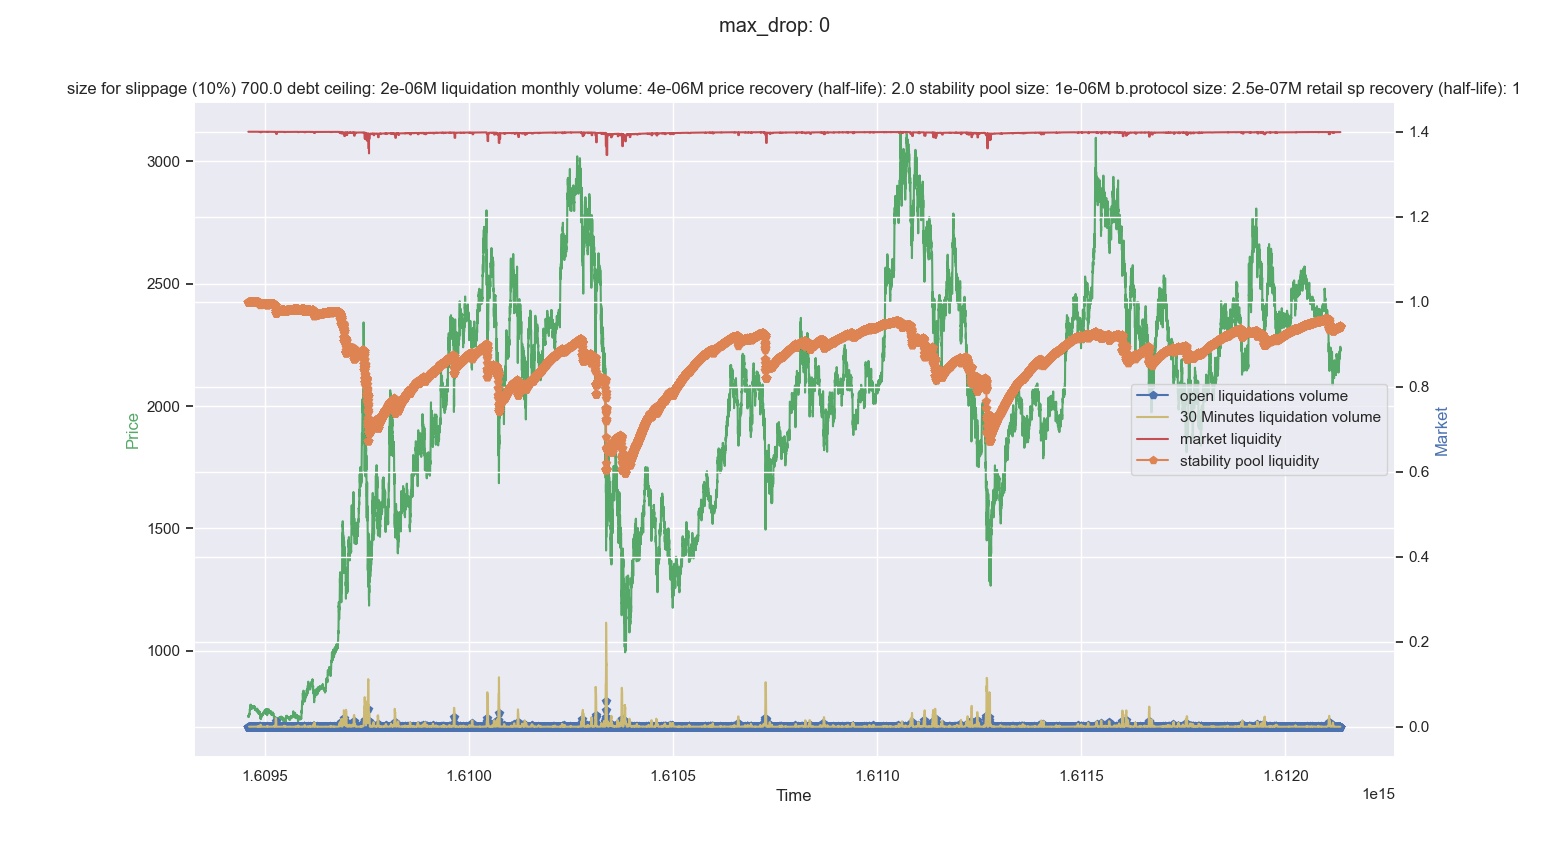 max_drop: 0
size for slippage (10%) 700.0 debt ceiling: 2e-06M liquidation monthly volume: 4e-06M price recovery (half-life): 2.0 stability pool size: 1e-06M b.protocol size: 2.5e-07M retail sp recovery (half-life): 1
3000
2500
2000
1500
1000
Price
1.4
1.2
1.0
0.8
0.6
0.4
0.2
0.0
Market
open liquidations volume
30 Minutes liquidation volume
market liquidity
stability pool liquidity
1.6095
1.6100
1.6105
1.6110
1.6115
1.6120
Time
1e15